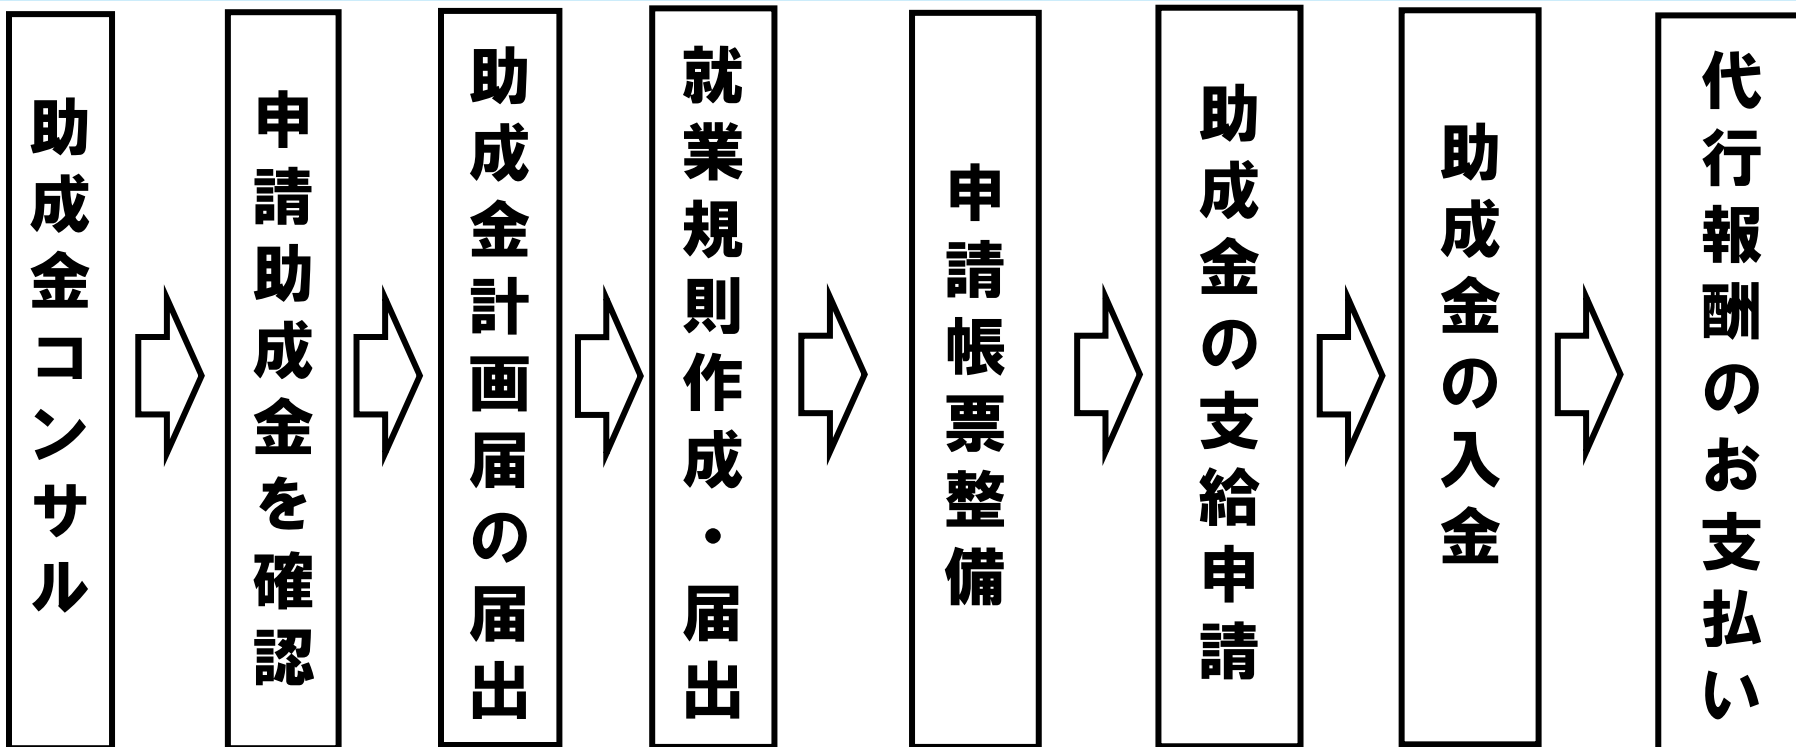 助成金コンサル
申請助成金を確認
助成金計画届の届出
就業規則作成・届出
申請帳票整備
助成金の支給申請
助成金の入金
代行報酬のお支払い